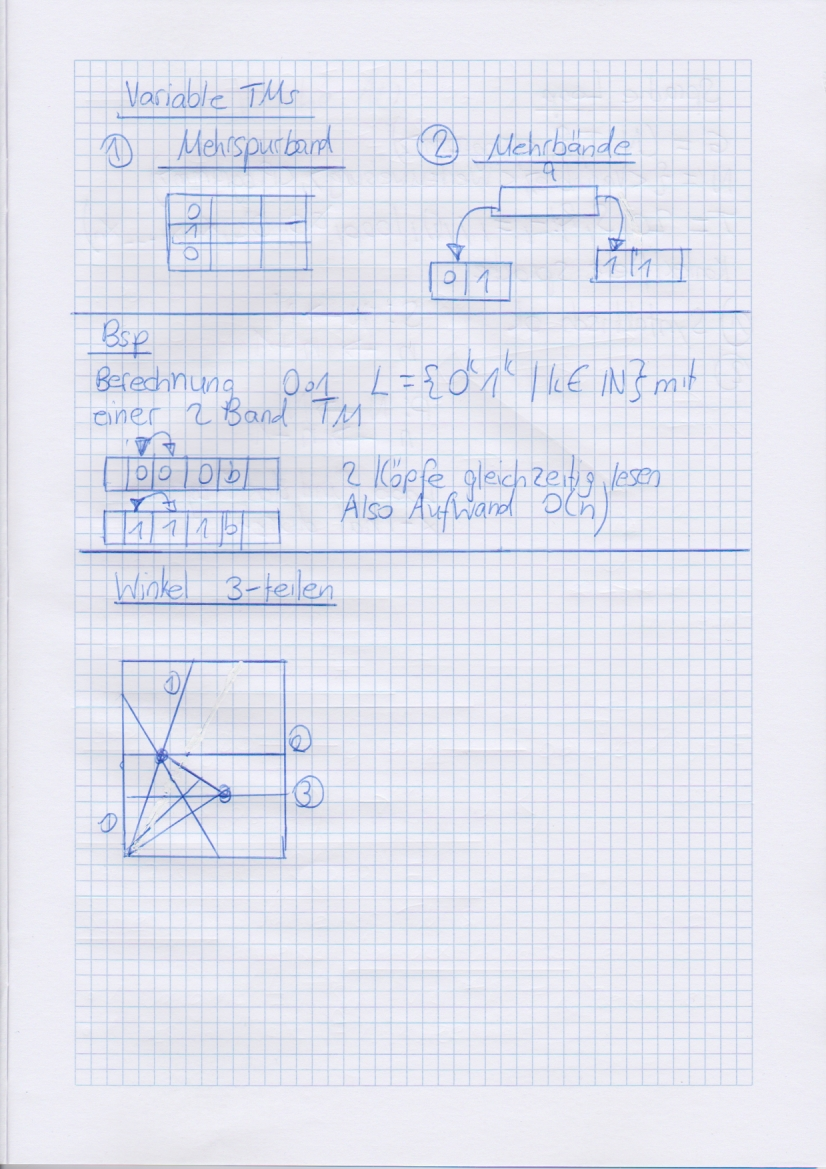 Variable TMs
① Mehrspurband
② Mehrbände
0
1
0
q
0 1
1 1
Bsp
Berechnung 0.1 L = {0^k 1^k | k ∈ ℕ} mit
einer 2 Band TM
0 0 0 b
1 1 1 b
2 Köpfe gleichzeitig lesen
Also Aufwand O(n)
Winkel 3-teilen
①
②
③
①